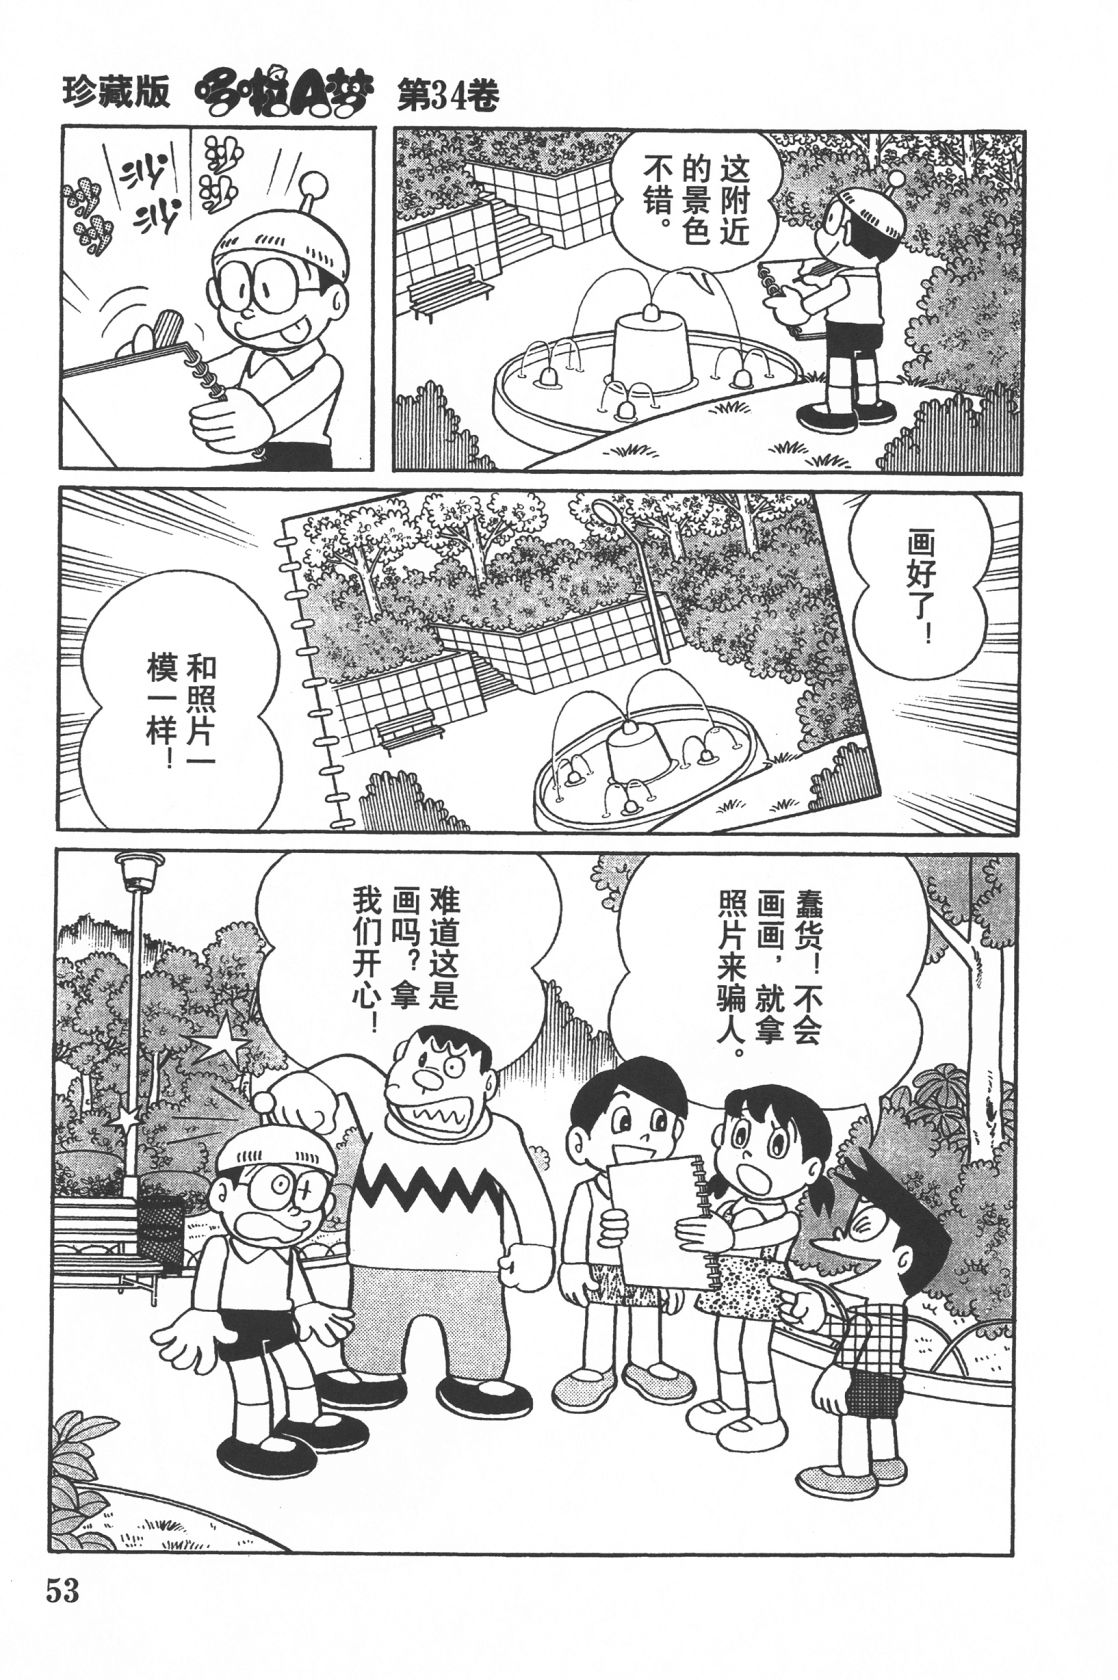 珍藏版 哆啦A梦 第34卷
这附近
的景色
不错。
沙
沙
沙
沙
沙
沙
画好了！
和照片一
模一样！
蠢货！不会
画画，就拿
照片来骗人。
难道这是
画吗？拿
我们开心！
53